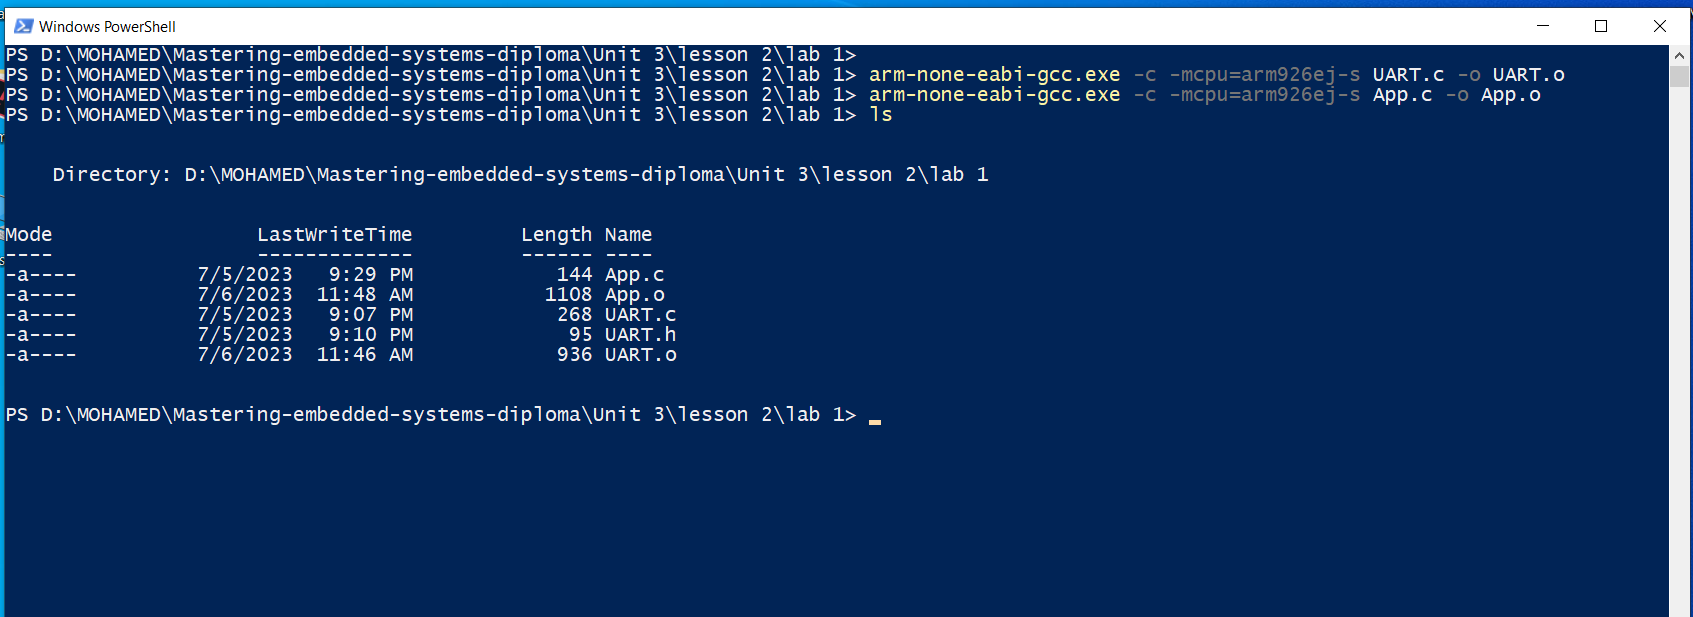 Windows PowerShell
PS D:\MOHAMED\Mastering-embedded-systems-diploma\Unit 3\lesson 2\lab 1>
PS D:\MOHAMED\Mastering-embedded-systems-diploma\Unit 3\lesson 2\lab 1> arm-none-eabi-gcc.exe -c -mcpu=arm926ej-s UART.c -o UART.o
PS D:\MOHAMED\Mastering-embedded-systems-diploma\Unit 3\lesson 2\lab 1> arm-none-eabi-gcc.exe -c -mcpu=arm926ej-s App.c -o App.o
PS D:\MOHAMED\Mastering-embedded-systems-diploma\Unit 3\lesson 2\lab 1> ls
Directory: D:\MOHAMED\Mastering-embedded-systems-diploma\Unit 3\lesson 2\lab 1
Mode LastWriteTime Length Name
---- ------------- ------ ----
-a---- 7/5/2023 9:29 PM 144 App.c
-a---- 7/6/2023 11:48 AM 1108 App.o
-a---- 7/5/2023 9:07 PM 268 UART.c
-a---- 7/5/2023 9:10 PM 95 UART.h
-a---- 7/6/2023 11:46 AM 936 UART.o
PS D:\MOHAMED\Mastering-embedded-systems-diploma\Unit 3\lesson 2\lab 1>